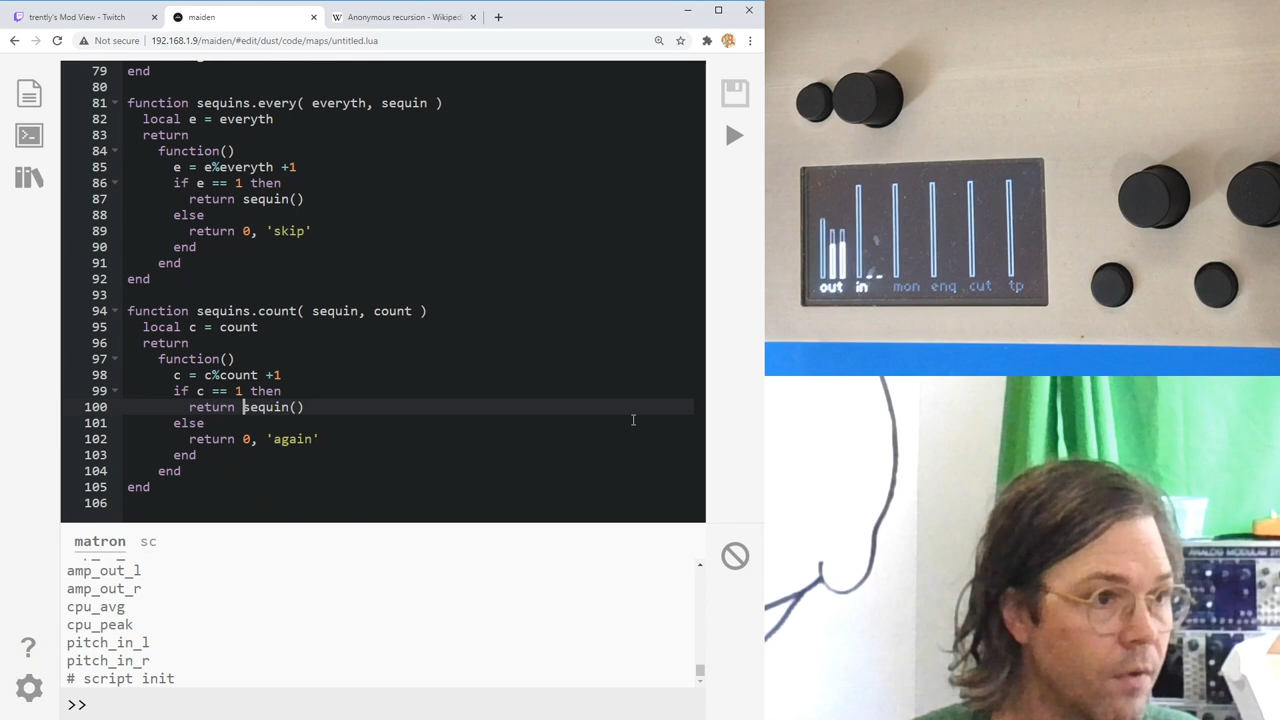 trently's Mod View - Twitch
maiden
Anonymous recursion - Wikiped
Not secure
192.168.1.9/maiden/#edit/dust/code/maps/untitled.lua
79 end
80
81 function sequins.every( everyth, sequin )
82 local e = everyth
83 return
84 function()
85 e = e%everyth +1
86 if e == 1 then
87 return sequin()
88 else
89 return 0, 'skip'
90 end
91 end
92 end
93
94 function sequins.count( sequin, count )
95 local c = count
96 return
97 function()
98 c = c%count +1
99 if c == 1 then
100 return sequin()
101 else
102 return 0, 'again'
103 end
104 end
105 end
106
matron sc
amp_out_l
amp_out_r
cpu_avg
cpu_peak
pitch_in_l
pitch_in_r
# script init
>>
?
out in mon eng cut tp